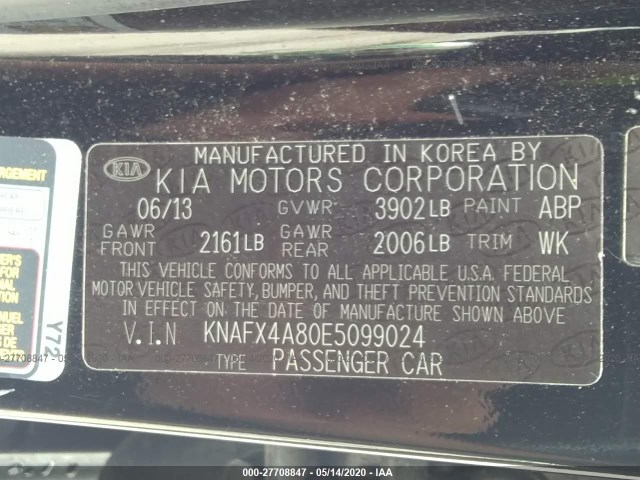 KIA
MANUFACTURED IN KOREA BY
KIA MOTORS CORPORATION
06/13 GVWR 3902LB PAINT ABP
GAWR FRONT 2161LB GAWR REAR 2006LB TRIM WK
THIS VEHICLE CONFORMS TO ALL APPLICABLE U.S.A. FEDERAL
MOTOR VEHICLE SAFETY, BUMPER, AND THEFT PREVENTION STANDARDS
IN EFFECT ON THE DATE OF MANUFACTURE SHOWN ABOVE
V.I.N KNAFX4A80E5099024
TYPE PASSENGER CAR
Y72
000-27708847 - 05/14/2020 - IAA